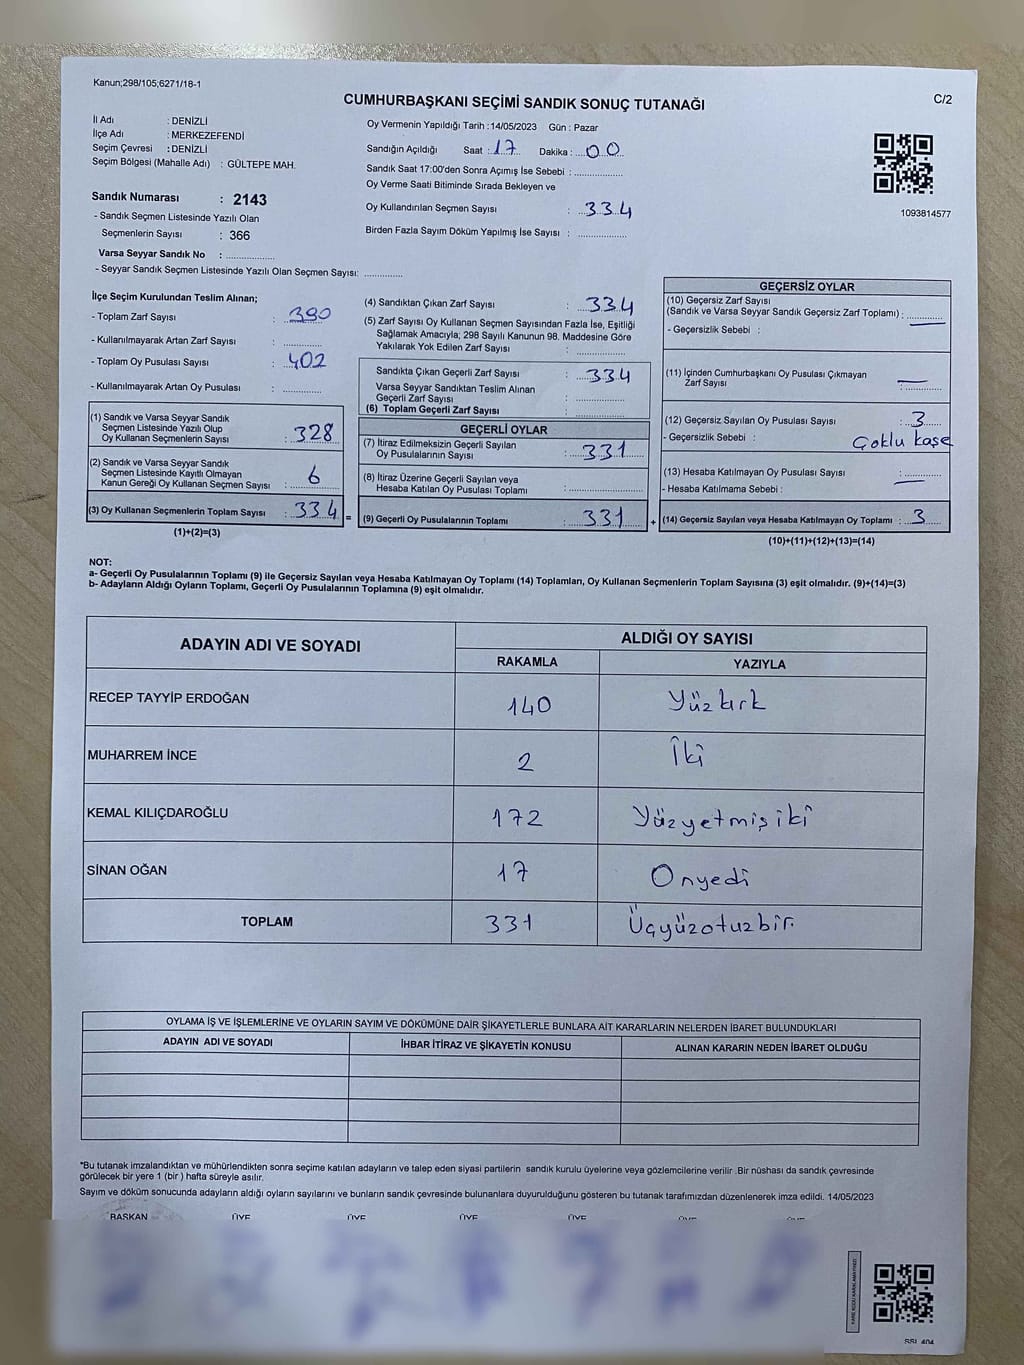 Kanun;298/105;6271/18-1
CUMHURBAŞKANI SEÇİMİ SANDIK SONUÇ TUTANAĞI
C/2
İl Adı : DENİZLİ
İlçe Adı : MERKEZEFENDİ
Seçim Çevresi : DENİZLİ
Seçim Bölgesi (Mahalle Adı) : GÜLTEPE MAH.
Sandık Numarası : 2143
- Sandık Seçmen Listesinde Yazılı Olan
Seçmenlerin Sayısı : 366
Varsa Seyyar Sandık No : ..............
- Seyyar Sandık Seçmen Listesinde Yazılı Olan Seçmen Sayısı: ............
Oy Vermenin Yapıldığı Tarih :14/05/2023 Gün : Pazar
Sandığın Açıldığı Saat : 17 Dakika : 00
Sandık Saat 17:00'den Sonra Açımış İse Sebebi : ..............
Oy Verme Saati Bitiminde Sırada Bekleyen ve
Oy Kullandırılan Seçmen Sayısı : 334
Birden Fazla Sayım Döküm Yapılmış İse Sayısı : ..............
1093814577
İlçe Seçim Kurulundan Teslim Alınan;
- Toplam Zarf Sayısı : 390
- Kullanılmayarak Artan Zarf Sayısı : ............
- Toplam Oy Pusulası Sayısı : 402
- Kullanılmayarak Artan Oy Pusulası : ............
(1) Sandık ve Varsa Seyyar Sandık
Seçmen Listesinde Yazılı Olup
Oy Kullanan Seçmenlerin Sayısı : 328
(2) Sandık ve Varsa Seyyar Sandık
Seçmen Listesinde Kayıtlı Olmayan
Kanun Gereği Oy Kullanan Seçmen Sayısı : 6
(3) Oy Kullanan Seçmenlerin Toplam Sayısı : 334 =
(1)+(2)=(3)
(4) Sandıktan Çıkan Zarf Sayısı : 334
(5) Zarf Sayısı Oy Kullanan Seçmen Sayısından Fazla İse, Eşitliği
Sağlamak Amacıyla; 298 Sayılı Kanunun 98. Maddesine Göre
Yakılarak Yok Edilen Zarf Sayısı : ............
Sandıkta Çıkan Geçerli Zarf Sayısı : 334
Varsa Seyyar Sandıktan Teslim Alınan
Geçerli Zarf Sayısı : ............
(6) Toplam Geçerli Zarf Sayısı : ............
GEÇERLİ OYLAR
(7) İtiraz Edilmeksizin Geçerli Sayılan
Oy Pusulalarının Sayısı : 331
(8) İtiraz Üzerine Geçerli Sayılan veya
Hesaba Katılan Oy Pusulası Toplamı : ............
(9) Geçerli Oy Pusulalarının Toplamı : 331 +
GEÇERSİZ OYLAR
(10) Geçersiz Zarf Sayısı
(Sandık ve Varsa Seyyar Sandık Geçersiz Zarf Toplamı) : —
- Geçersizlik Sebebi :
(11) İçinden Cumhurbaşkanı Oy Pusulası Çıkmayan
Zarf Sayısı : —
(12) Geçersiz Sayılan Oy Pusulası Sayısı : 3
- Geçersizlik Sebebi : Çoklu kaşe
(13) Hesaba Katılmayan Oy Pusulası Sayısı : —
- Hesaba Katılmama Sebebi :
(14) Geçersiz Sayılan veya Hesaba Katılmayan Oy Toplamı : 3
(10)+(11)+(12)+(13)=(14)
NOT:
a- Geçerli Oy Pusulalarının Toplamı (9) ile Geçersiz Sayılan veya Hesaba Katılmayan Oy Toplamı (14) Toplamları, Oy Kullanan Seçmenlerin Toplam Sayısına (3) eşit olmalıdır. (9)+(14)=(3)
b- Adayların Aldığı Oyların Toplamı, Geçerli Oy Pusulalarının Toplamına (9) eşit olmalıdır.
ADAYIN ADI VE SOYADI ALDIĞI OY SAYISI
RAKAMLA YAZIYLA
RECEP TAYYİP ERDOĞAN 140 Yüzkırk
MUHARREM İNCE 2 İki
KEMAL KILIÇDAROĞLU 172 Yüzyetmişiki
SİNAN OĞAN 17 Onyedi
TOPLAM 331 Üçyüzotuzbir.
OYLAMA İŞ VE İŞLEMLERİNE VE OYLARIN SAYIM VE DÖKÜMÜNE DAİR ŞİKAYETLERLE BUNLARA AİT KARARLARIN NELERDEN İBARET BULUNDUKLARI
ADAYIN ADI VE SOYADI İHBAR İTİRAZ VE ŞİKAYETİN KONUSU ALINAN KARARIN NEDEN İBARET OLDUĞU
*Bu tutanak imzalandıktan ve mühürlendikten sonra seçime katılan adayların ve talep eden siyasi partilerin sandık kurulu üyelerine veya gözlemcilerine verilir .Bir nüshası da sandık çevresinde
görülecek bir yere 1 (bir ) hafta süreyle asılır.
Sayım ve döküm sonucunda adayların aldığı oyların sayılarını ve bunların sandık çevresinde bulunanlara duyurulduğunu gösteren bu tutanak tarafımızdan düzenlenerek imza edildi. 14/05/2023
BAŞKAN ÜYE ÜYE ÜYE ÜYE ÜYE ÜYE